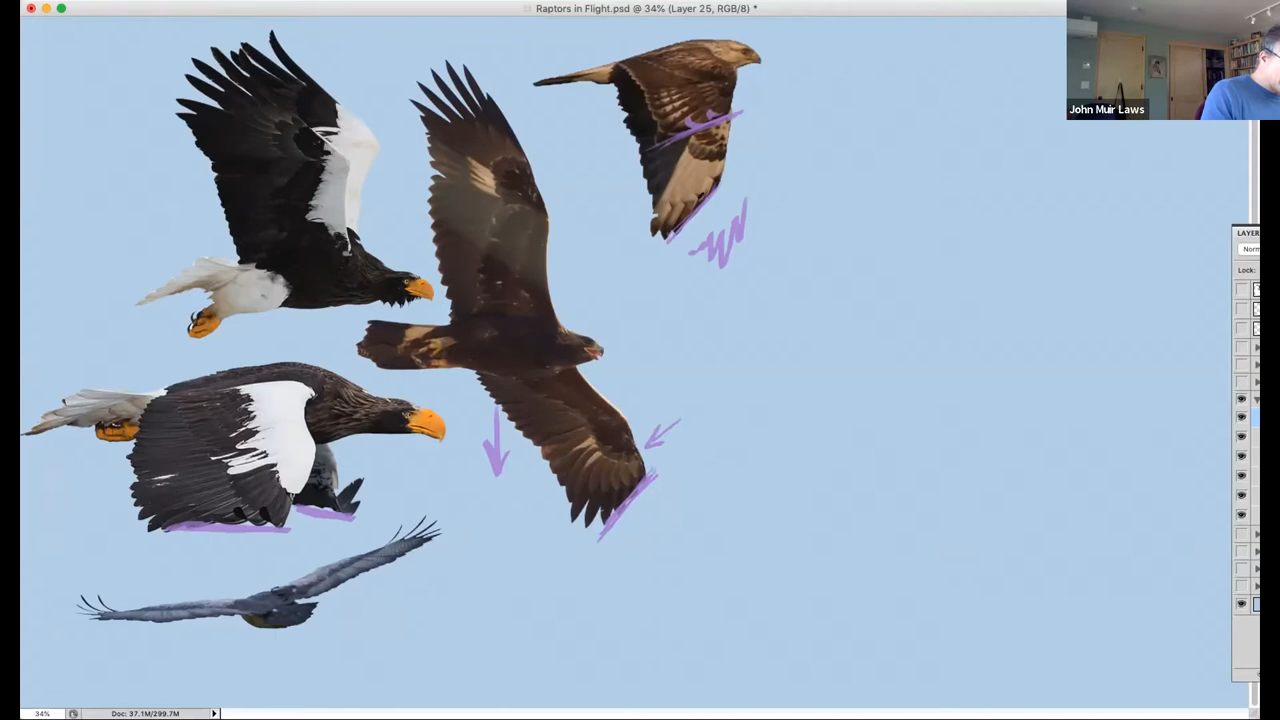 Raptors in Flight.psd @ 34% (Layer 25, RGB/8) *
John Muir Laws
LAYER
Norm
Lock:
34%
Doc: 37.1M/299.7M